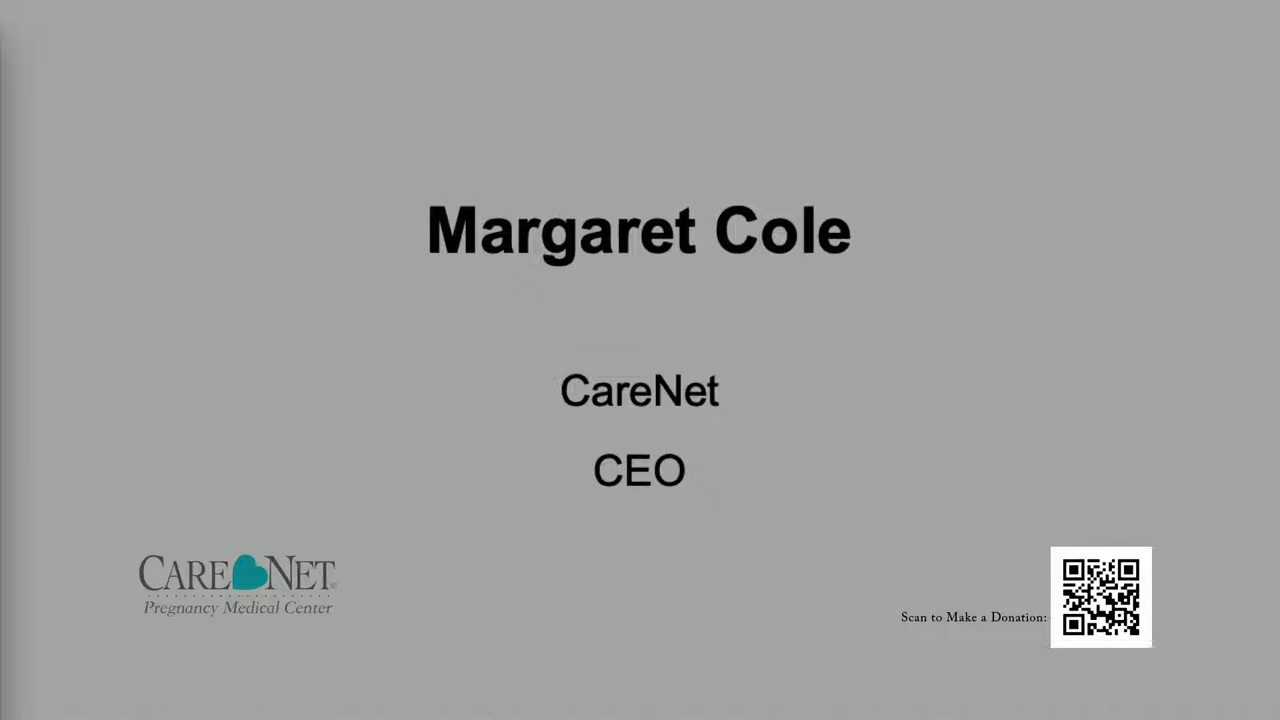 Margaret Cole
CareNet
CEO
CARE NET®
Pregnancy Medical Center
Scan to Make a Donation: